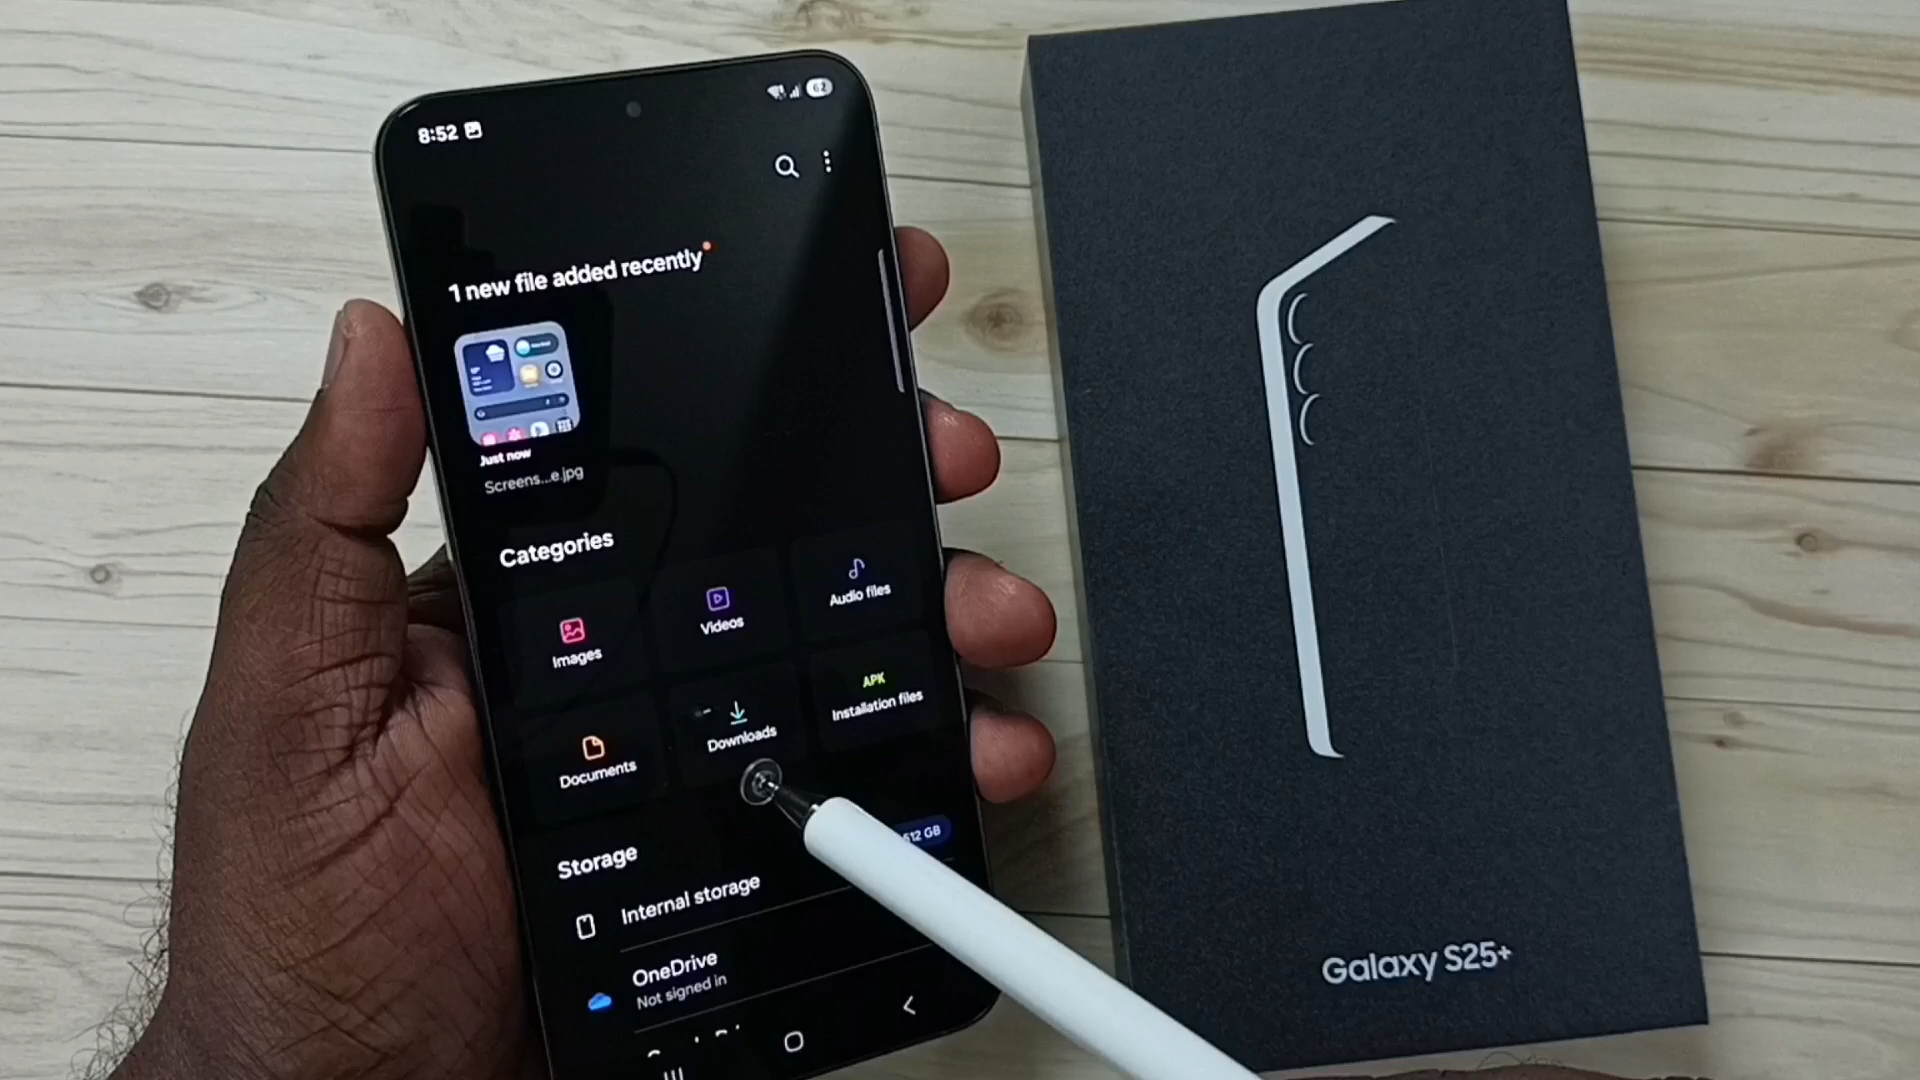 8:52
62
1 new file added recently
Just now
Screens...e.jpg
Categories
Images
Videos
Audio files
Documents
Downloads
APK
Installation files
Storage
512 GB
Internal storage
OneDrive
Not signed in
Galaxy S25+